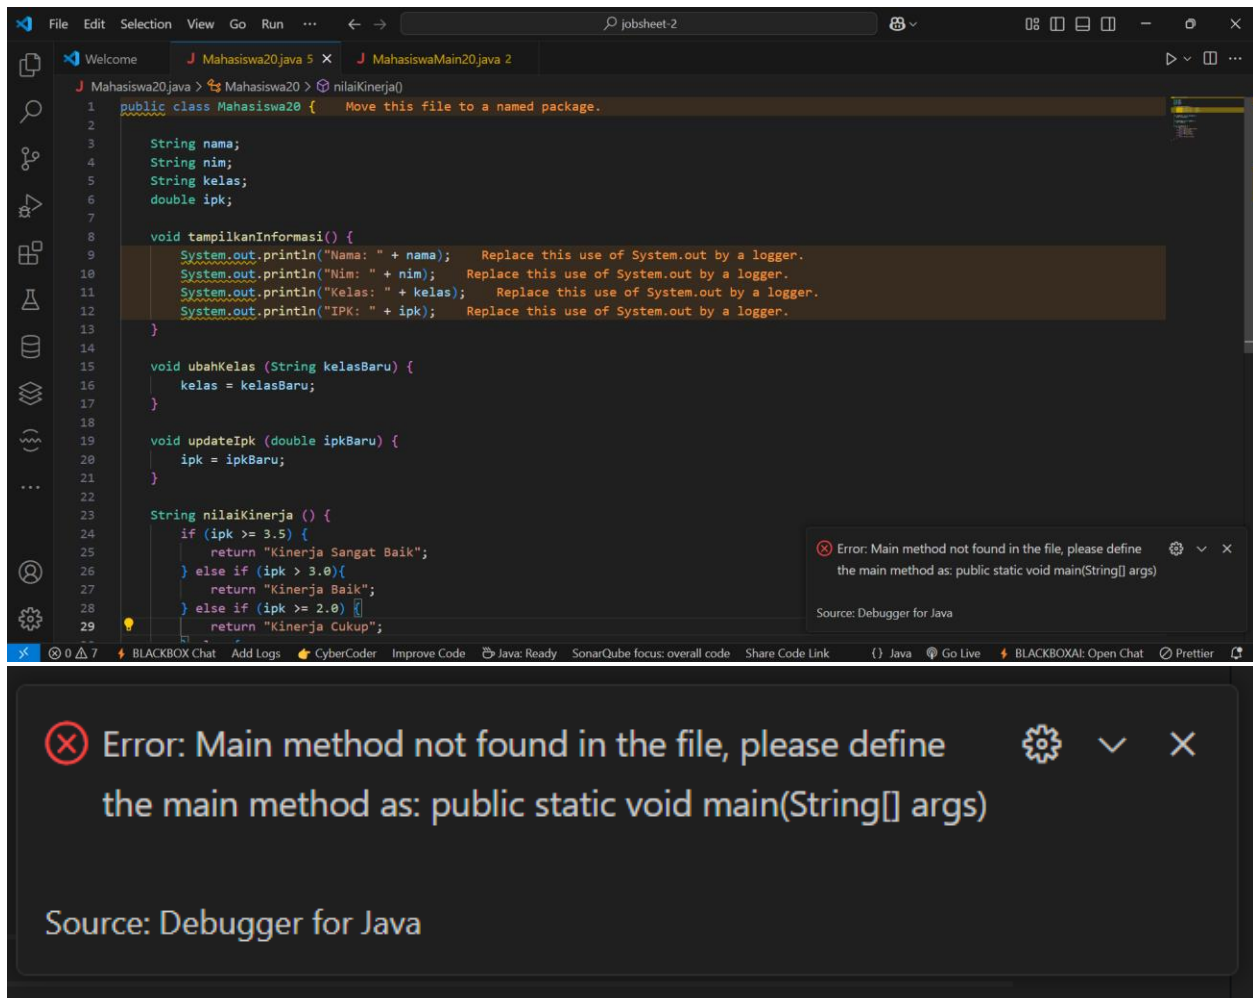 File Edit Selection View Go Run ··· jobsheet-2
Welcome J Mahasiswa20.java 5 J MahasiswaMain20.java 2
J Mahasiswa20.java > Mahasiswa20 > nilaiKinerja()
1 public class Mahasiswa20 { Move this file to a named package.
2
3 String nama;
4 String nim;
5 String kelas;
6 double ipk;
7
8 void tampilkanInformasi() {
9 System.out.println("Nama: " + nama); Replace this use of System.out by a logger.
10 System.out.println("Nim: " + nim); Replace this use of System.out by a logger.
11 System.out.println("Kelas: " + kelas); Replace this use of System.out by a logger.
12 System.out.println("IPK: " + ipk); Replace this use of System.out by a logger.
13 }
14
15 void ubahKelas (String kelasBaru) {
16 kelas = kelasBaru;
17 }
18
19 void updateIpk (double ipkBaru) {
20 ipk = ipkBaru;
21 }
22
23 String nilaiKinerja () {
24 if (ipk >= 3.5) {
25 return "Kinerja Sangat Baik";
26 } else if (ipk > 3.0){
27 return "Kinerja Baik";
28 } else if (ipk >= 2.0) {
29 return "Kinerja Cukup";
Error: Main method not found in the file, please define
the main method as: public static void main(String[] args)
Source: Debugger for Java
0 7 BLACKBOX Chat Add Logs CyberCoder Improve Code Java: Ready SonarQube focus: overall code Share Code Link {} Java Go Live BLACKBOXAI: Open Chat Prettier
Error: Main method not found in the file, please define
the main method as: public static void main(String[] args)
Source: Debugger for Java